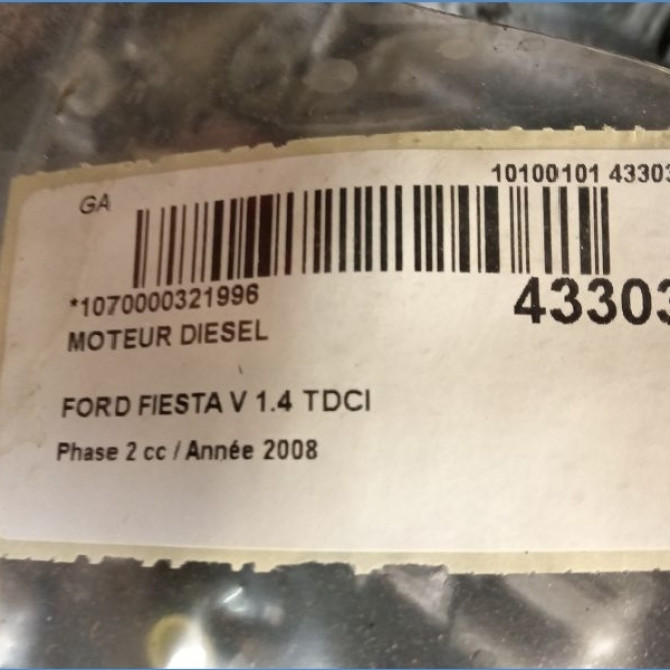 10100101 43303
GA
*1070000321996
43303
MOTEUR DIESEL
FORD FIESTA V 1.4 TDCI
Phase 2 cc / Année 2008